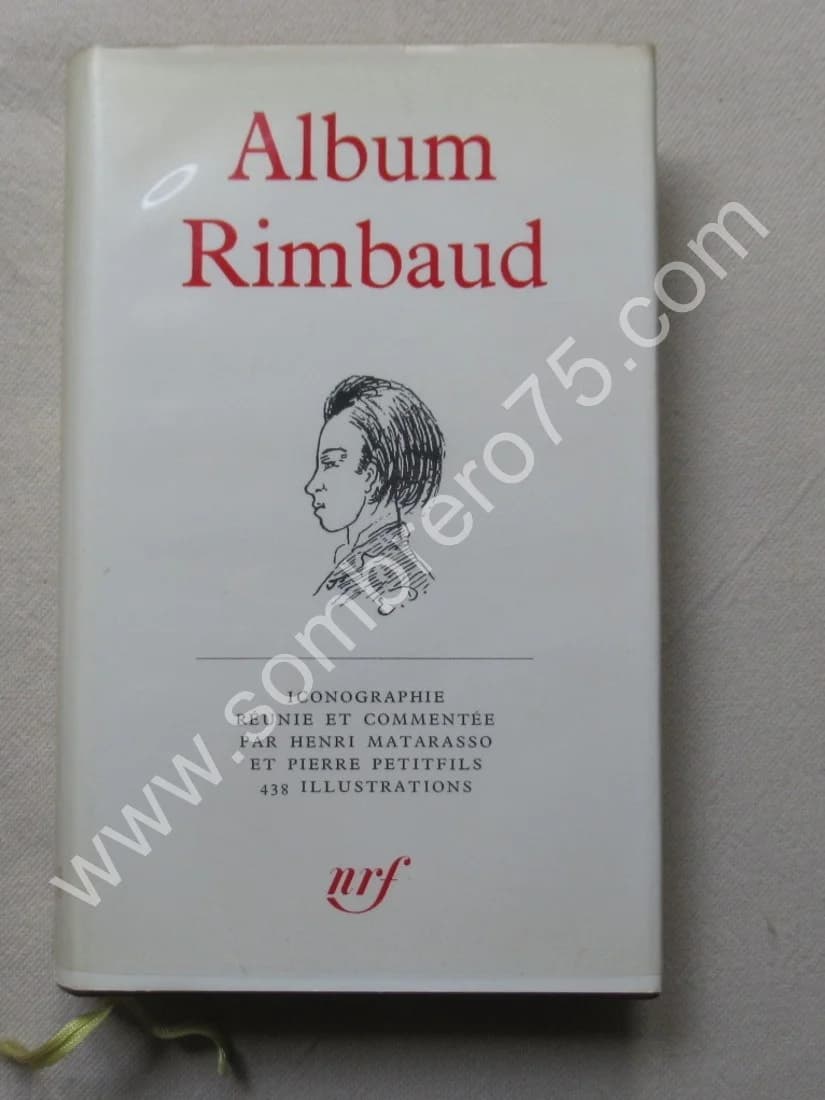 Album
Rimbaud
ICONOGRAPHIE
RÉUNIE ET COMMENTÉE
PAR HENRI MATARASSO
ET PIERRE PETITFILS
438 ILLUSTRATIONS
nrf
www.sombrero75.com